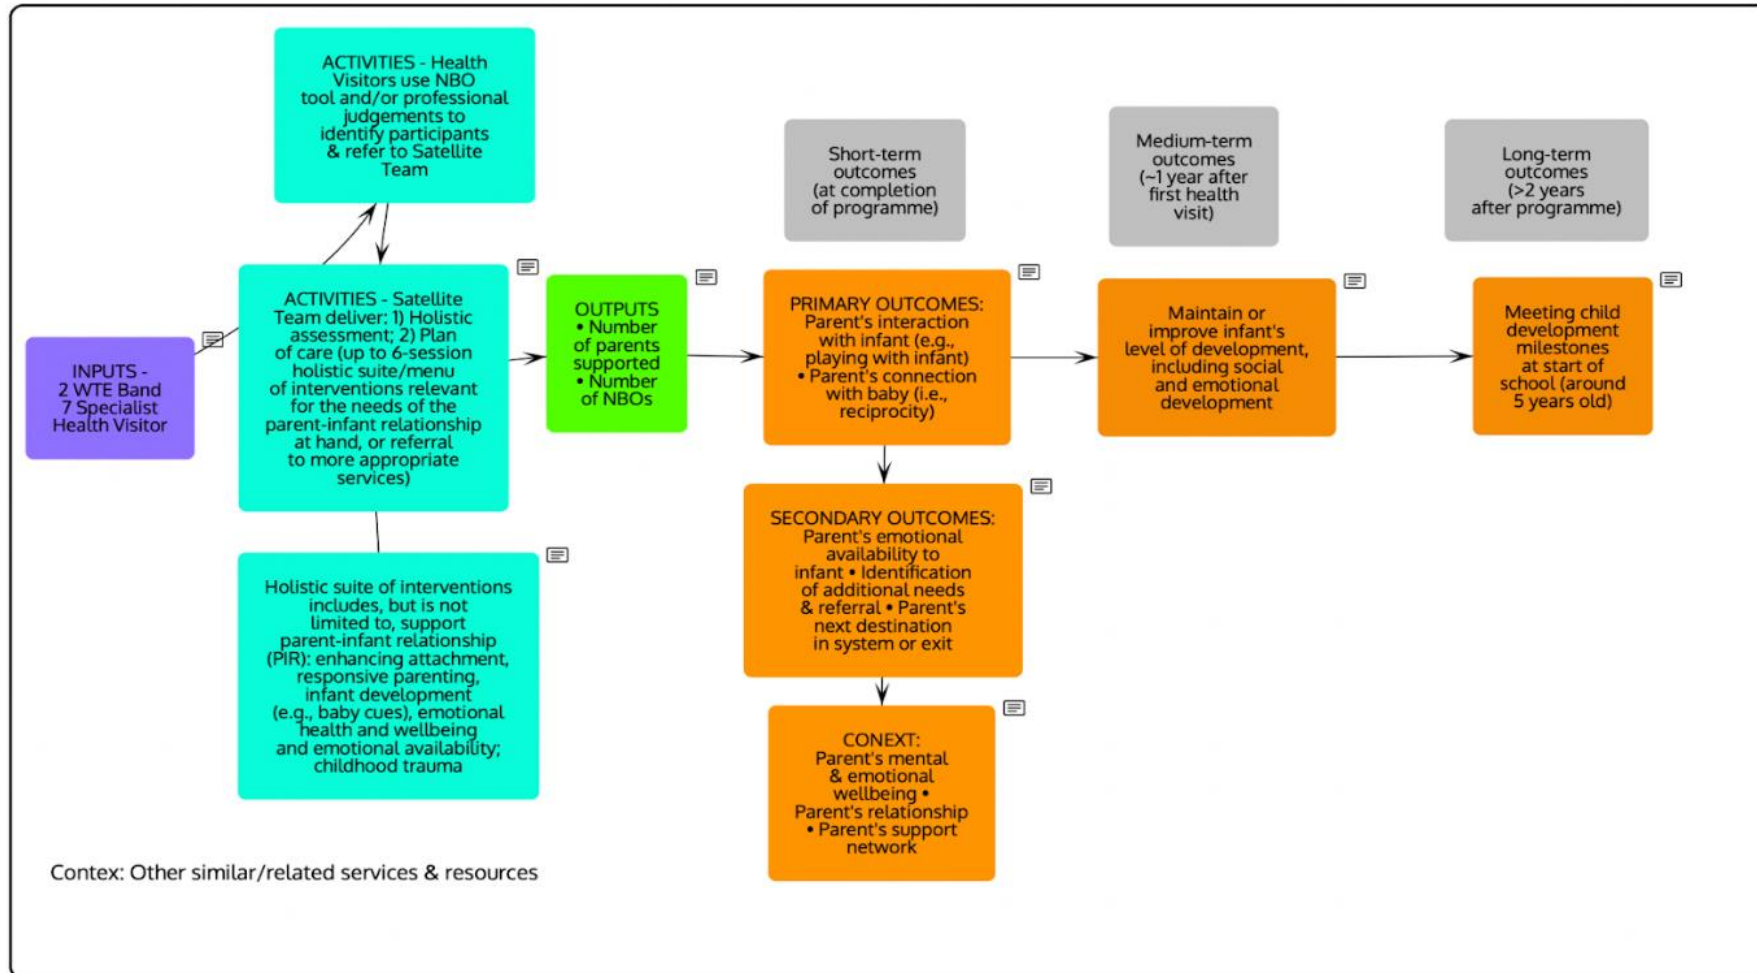 ACTIVITIES - Health
Visitors use NBO
tool and/or professional
judgements to
identify participants
& refer to Satellite
Team
Short-term
outcomes
(at completion
of programme)
Medium-term
outcomes
(~1 year after
first health
visit)
Long-term
outcomes
(>2 years
after programme)
INPUTS -
2 WTE Band
7 Specialist
Health Visitor
ACTIVITIES - Satellite
Team deliver: 1) Holistic
assessment; 2) Plan
of care (up to 6-session
holistic suite/menu
of interventions relevant
for the needs of the
parent-infant relationship
at hand, or referral
to more appropriate
services)
OUTPUTS
• Number
of parents
supported
• Number
of NBOs
PRIMARY OUTCOMES:
Parent's interaction
with infant (e.g.,
playing with infant)
• Parent's connection
with baby (i.e.,
reciprocity)
Maintain or
improve infant's
level of development,
including social
and emotional
development
Meeting child
development
milestones
at start of
school (around
5 years old)
Holistic suite of interventions
includes, but is not
limited to, support
parent-infant relationship
(PIR): enhancing attachment,
responsive parenting,
infant development
(e.g., baby cues), emotional
health and wellbeing
and emotional availability;
childhood trauma
SECONDARY OUTCOMES:
Parent's emotional
availability to
infant • Identification
of additional needs
& referral • Parent's
next destination
in system or exit
CONEXT:
Parent's mental
& emotional
wellbeing •
Parent's relationship
• Parent's support
network
Contex: Other similar/related services & resources